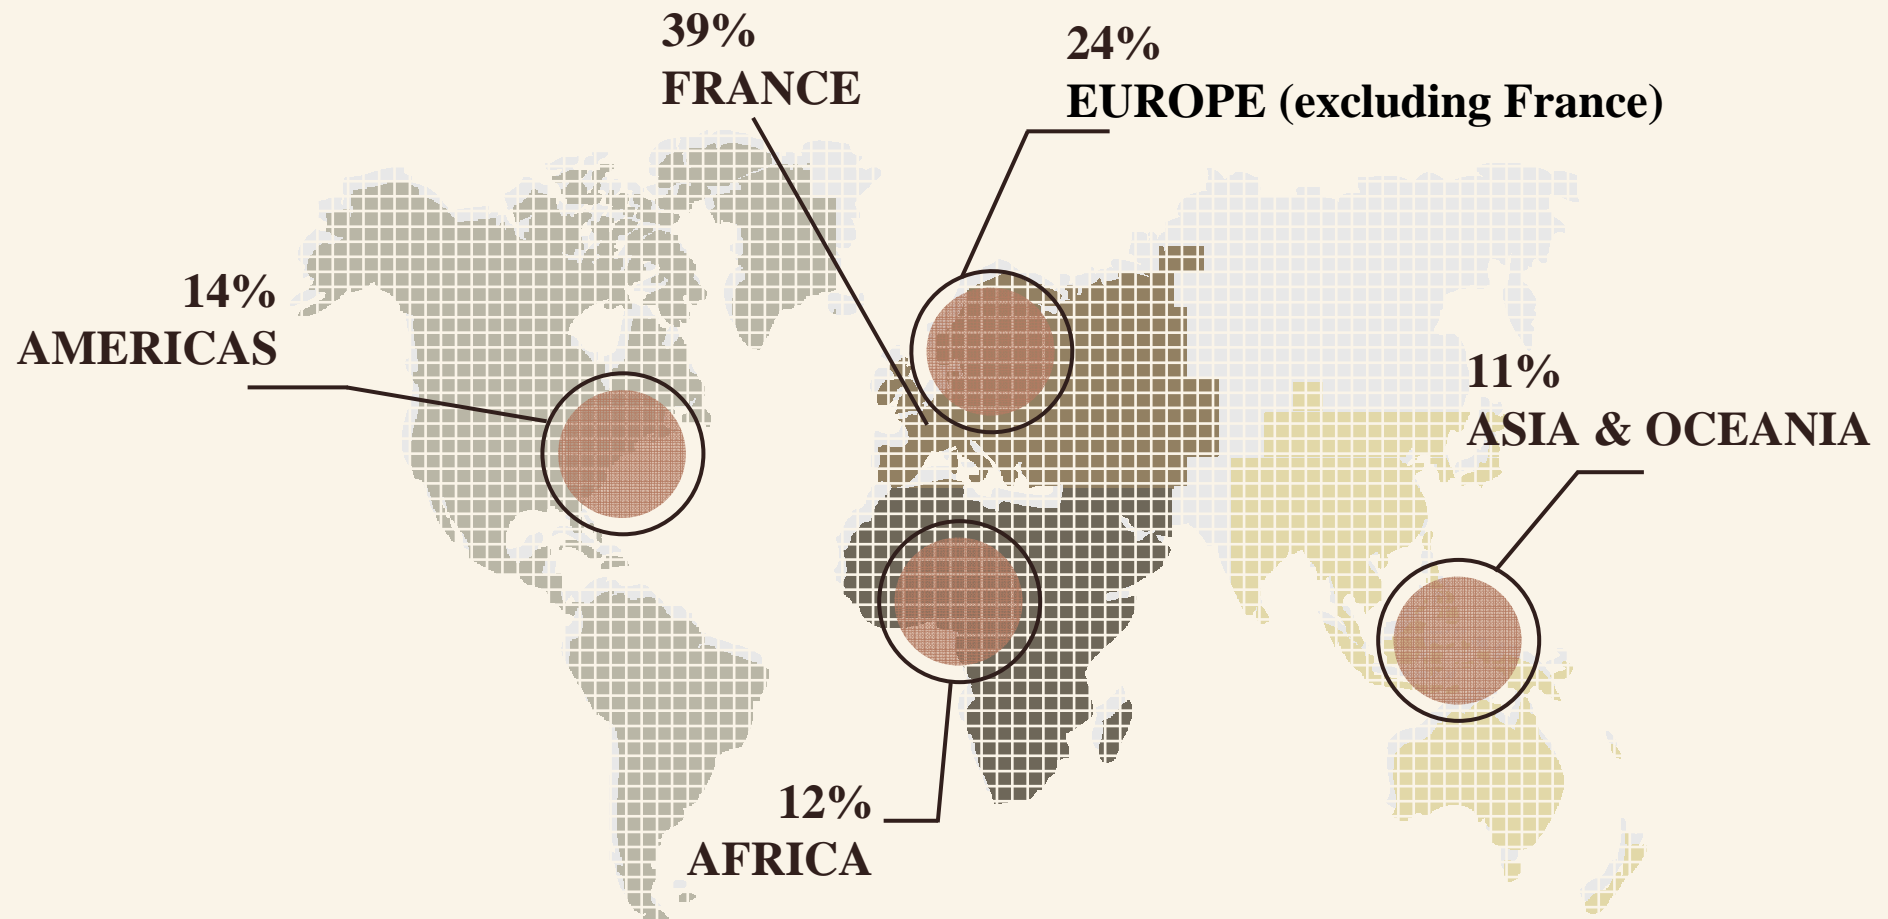 39%
FRANCE
24%
EUROPE (excluding France)
14%
AMERICAS
11%
ASIA & OCEANIA
12%
AFRICA